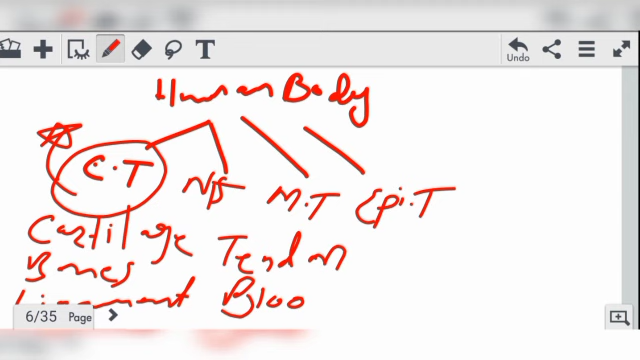 T
Undo
Human Body
C.T NT M.T Epi.T
Cartilage Tendon
Bones
Ligament Bloo
6/35 Page